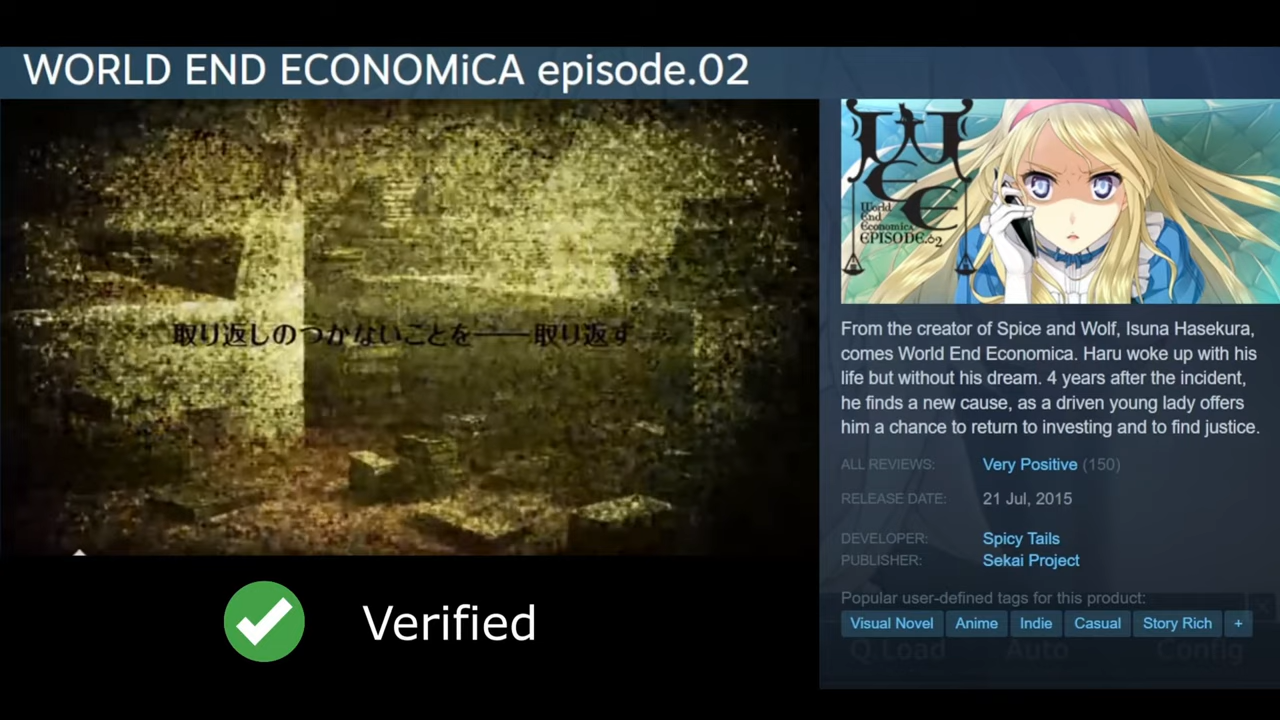 WORLD END ECONOMiCA episode.02
取り返しのつかないことを――取り返す
WEE
World
End
Economica
EPISODE.02
From the creator of Spice and Wolf, Isuna Hasekura,
comes World End Economica. Haru woke up with his
life but without his dream. 4 years after the incident,
he finds a new cause, as a driven young lady offers
him a chance to return to investing and to find justice.
ALL REVIEWS: Very Positive (150)
RELEASE DATE: 21 Jul, 2015
DEVELOPER: Spicy Tails
PUBLISHER: Sekai Project
Popular user-defined tags for this product:
Visual Novel Anime Indie Casual Story Rich +
Q.Load Auto Config
Verified